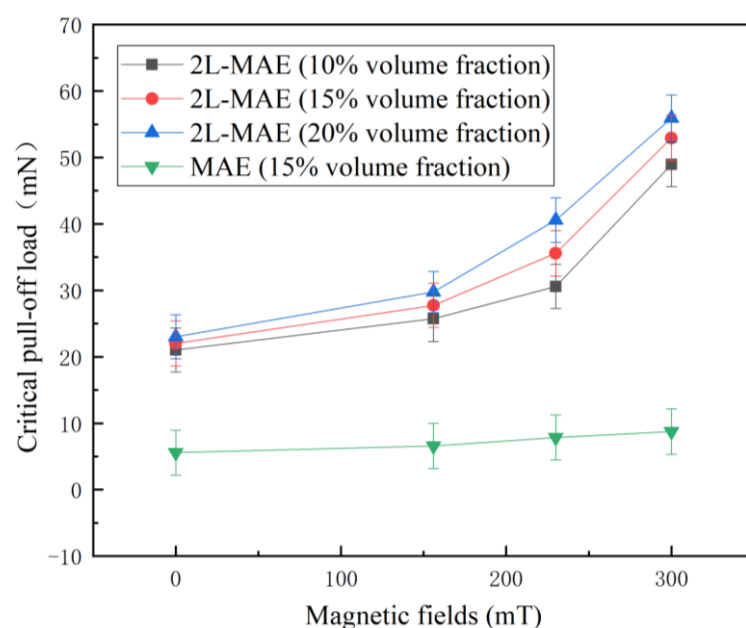 70
60
50
40
30
20
10
0
-10
Critical pull-off load（mN）
2L-MAE (10% volume fraction)
2L-MAE (15% volume fraction)
2L-MAE (20% volume fraction)
MAE (15% volume fraction)
0
100
200
300
Magnetic fields (mT)